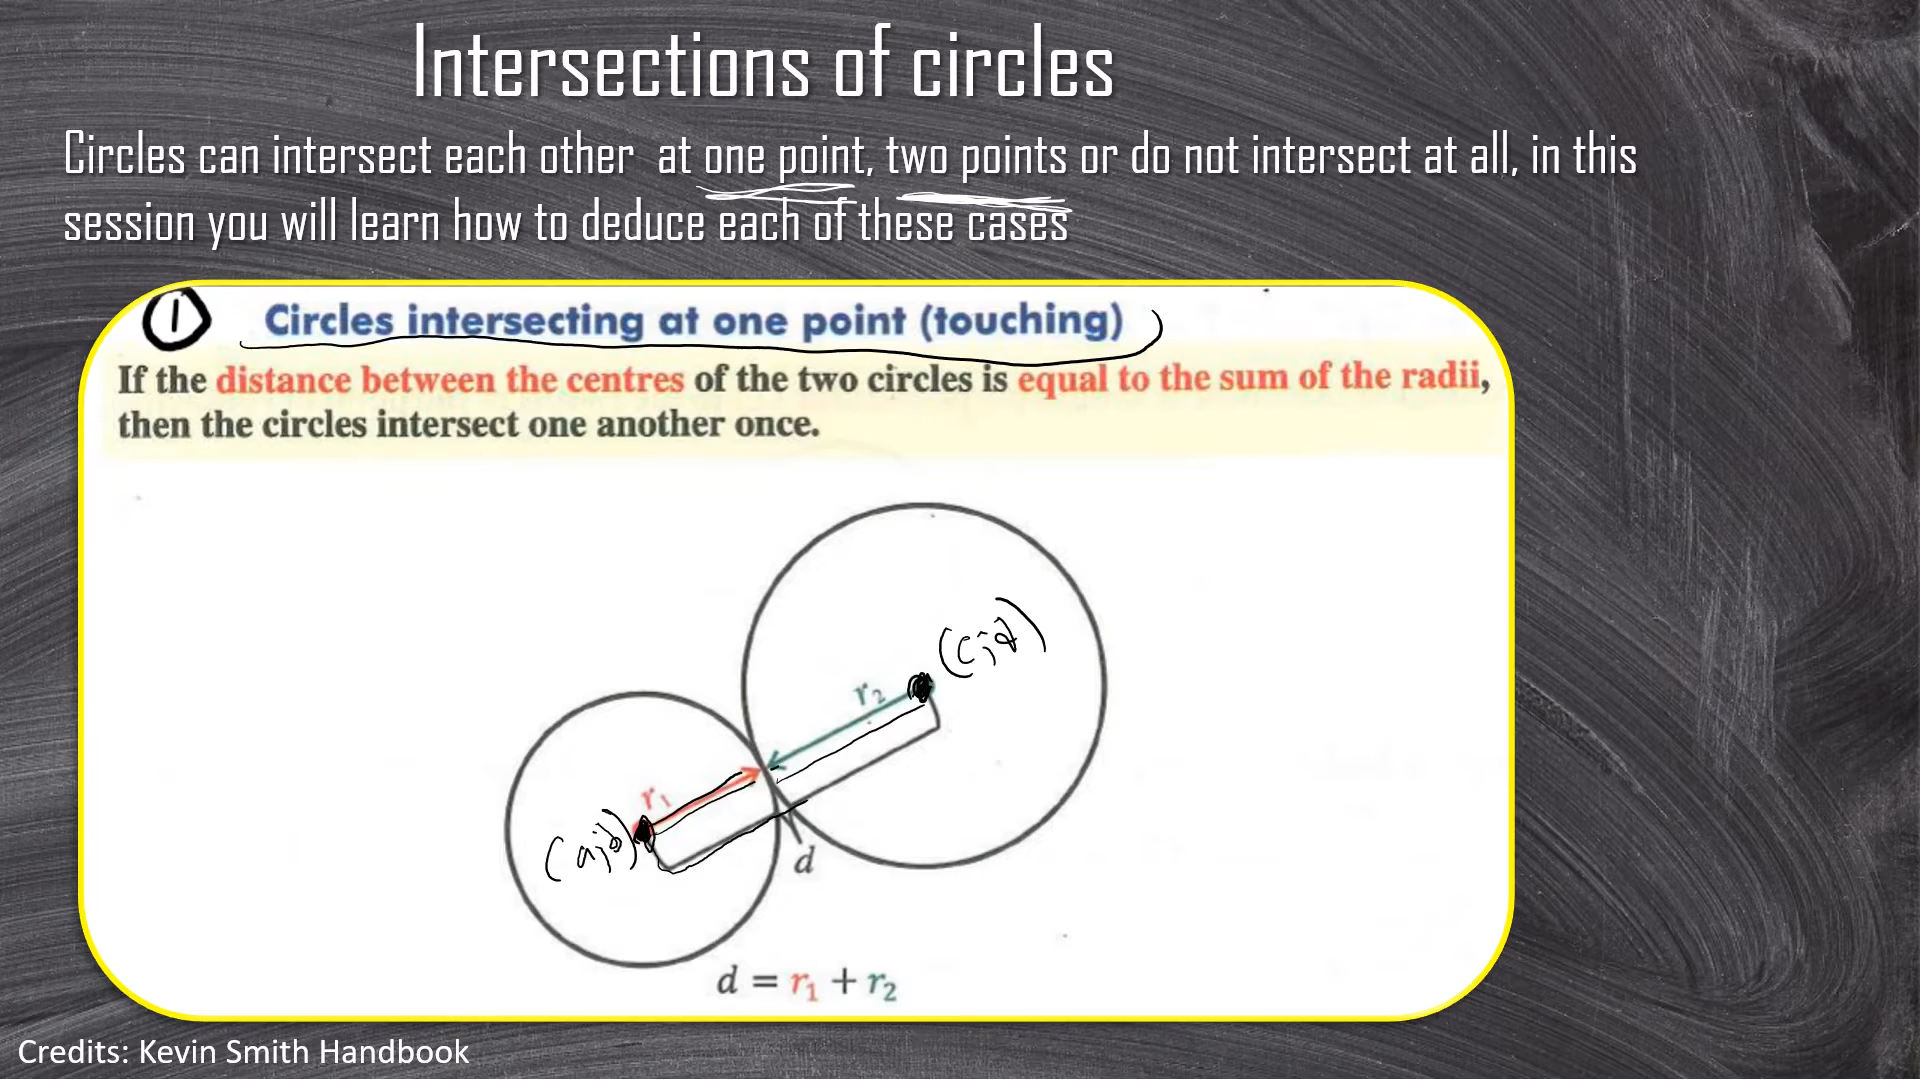 Intersections of circles
Circles can intersect each other at one point, two points or do not intersect at all, in this
session you will learn how to deduce each of these cases
1 Circles intersecting at one point (touching)
If the distance between the centres of the two circles is equal to the sum of the radii,
then the circles intersect one another once.
(c;d)
r₂
r₁
(a;b)
d
d = r₁ + r₂
Credits: Kevin Smith Handbook